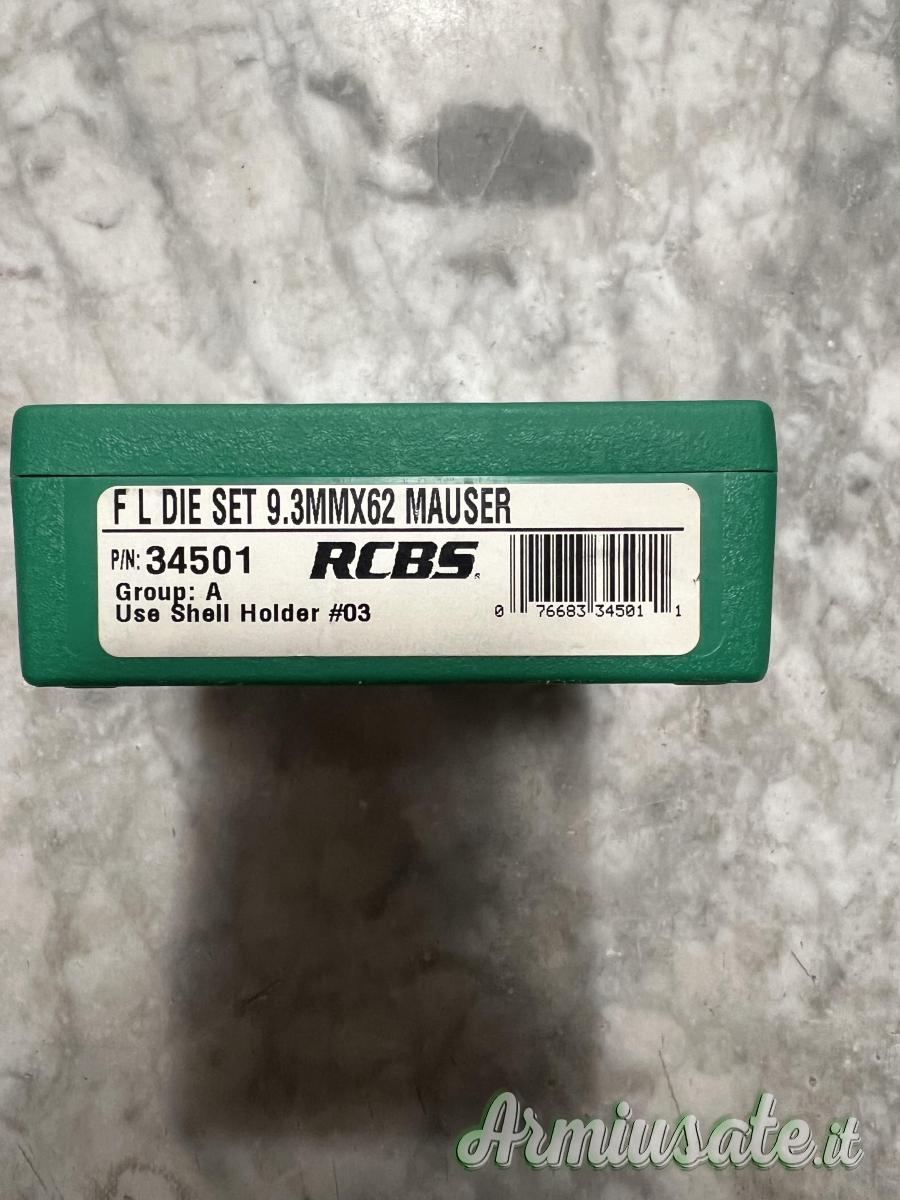 F L DIE SET 9.3MMX62 MAUSER
P/N: 34501 RCBS®
Group: A
Use Shell Holder #03
0 76683 34501 1
Armiusate.it